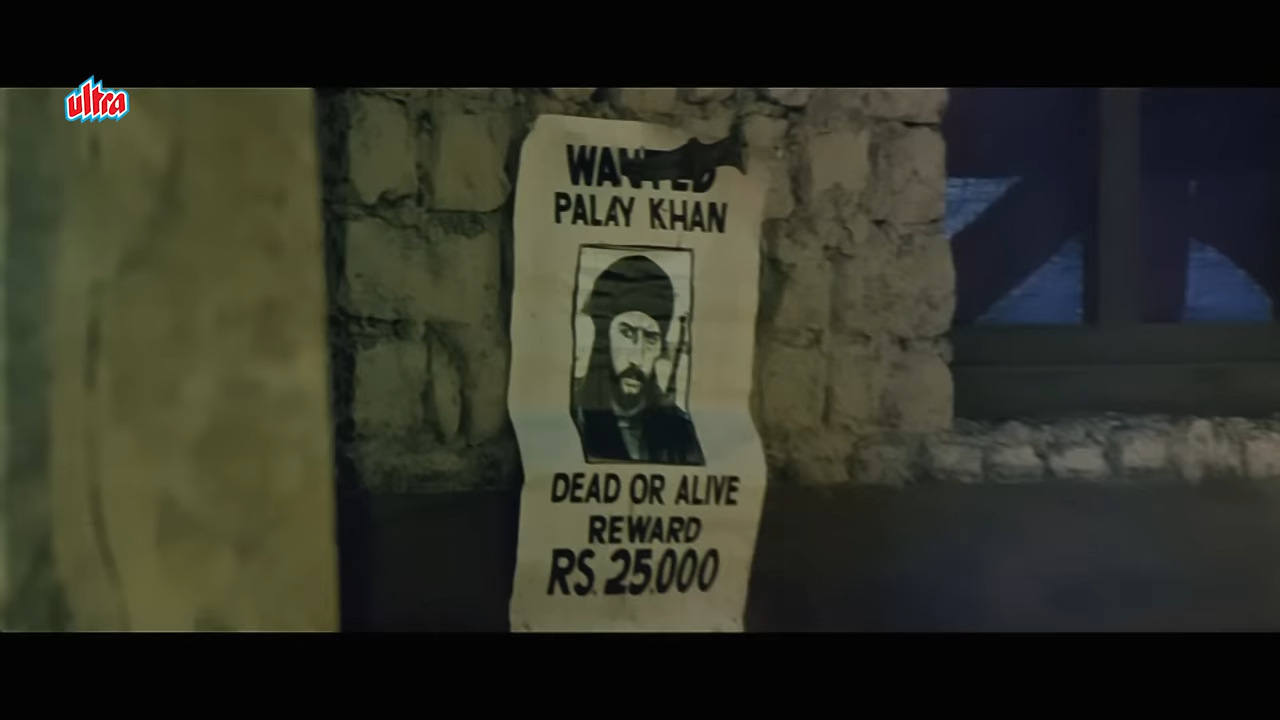 ultra
WANTED
PALAY KHAN
DEAD OR ALIVE
REWARD
RS. 25.000